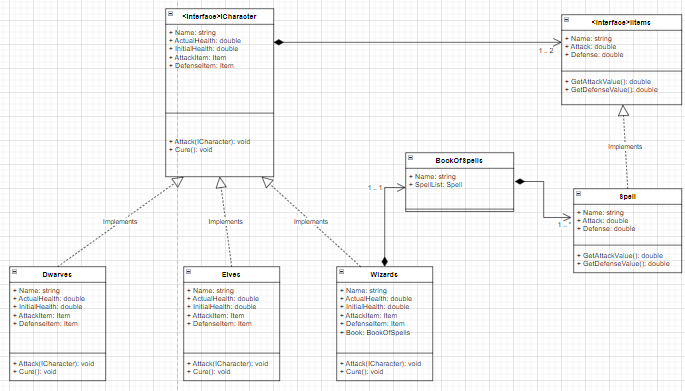 <Interface>ICharacter
+ Name: string
+ ActualHealth: double
+ InitialHealth: double
+ AttackItem: Item
+ DefenseItem: Item
+ Attack(ICharacter): void
+ Cure(): void
1 .. 2
<Interface>IItems
+ Name: string
+ Attack: double
+ Defense: double
+ GetAttackValue(): double
+ GetDefenseValue(): double
Implements
BookOfSpells
+ Name: string
+ SpellList: Spell
1 .. 1
Spell
+ Name: string
+ Attack: double
+ Defense: double
+ GetAttackValue(): double
+ GetDefenseValue(): double
1.. *
Implements
Implements
Implements
Dwarves
+ Name: string
+ ActualHealth: double
+ InitialHealth: double
+ AttackItem: Item
+ DefenseItem: Item
+ Attack(ICharacter): void
+ Cure(): void
Elves
+ Name: string
+ ActualHealth: double
+ InitialHealth: double
+ AttackItem: Item
+ DefenseItem: Item
+ Attack(ICharacter): void
+ Cure(): void
Wizards
+ Name: string
+ ActualHealth: double
+ InitialHealth: double
+ AttackItem: Item
+ DefenseItem: Item
+ Book: BookOfSpells
+ Attack(ICharacter): void
+ Cure(): void